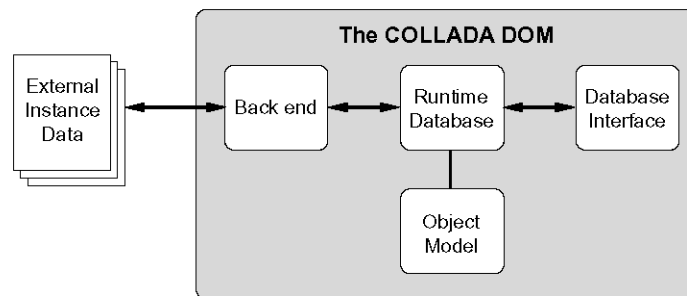 The COLLADA DOM
External
Instance
Data
Back end
Runtime
Database
Database
Interface
Object
Model